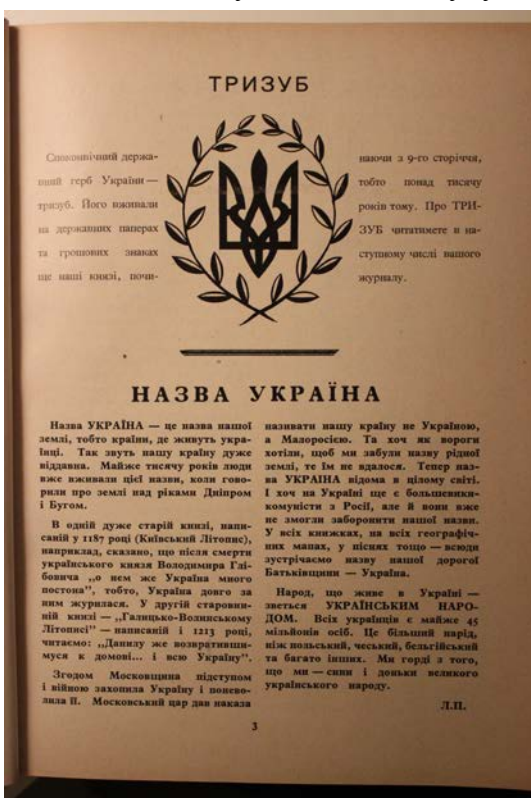 ТРИЗУБ
Споконвічний держа-
ний герб України —
тризуб. Його вживали
на державних паперах
та грошових знаках
ще наші князі, почи-
наючи з 9-го сторіччя,
тобто понад тисячу
років тому. Про ТРИ-
ЗУБ читатимете в на-
ступному числі вашого
журналу.
НАЗВА УКРАЇНА
Назва УКРАЇНА — це назва нашої
землі, тобто країни, де живуть укра-
їнці. Так звуть нашу країну дуже
віддавна. Майже тисячу років люди
вже вживали цієї назви, коли гово-
рили про землі над ріками Дніпром
і Бугом.
В одній дуже старій книзі, напи-
саній у 1187 році (Київський Літопис),
наприклад, сказано, що після смерти
українського князя Володимира Глі-
бовича „о нем же Україна много
постона”, тобто, Україна довго за
ним журилася. У другій старовин-
ній книзі — „Галицько-Волинському
Літописі” — написаній і 1213 році,
читаємо: „Данилу же возвративши-
муся к домові... і всю Україну”.
Згодом Московщина підступом
і війною захопила Україну і понево-
лила її. Московський цар дав наказа
називати нашу країну не Україною,
а Малоросією. Та хоч як вороги
хотіли, щоб ми забули назву рідної
землі, те їм не вдалося. Тепер наз-
ва УКРАЇНА відома в цілому світі.
І хоч на Україні ще є большевики-
комуністи з Росії, але й вони вже
не змогли заборонити нашої назви.
У всіх книжках, на всіх географіч-
них мапах, у піснях тощо — всюди
зустрічаємо назву нашої дорогої
Батьківщини — Україна.
Народ, що живе в Україні —
зветься УКРАЇНСЬКИМ НАРО-
ДОМ. Всіх українців є майже 45
мільйонів осіб. Це більший нарід,
ніж польський, чеський, бельгійський
та багато інших. Ми горді з того,
що ми — сини і доньки великого
українського народу.
Л.П.
3